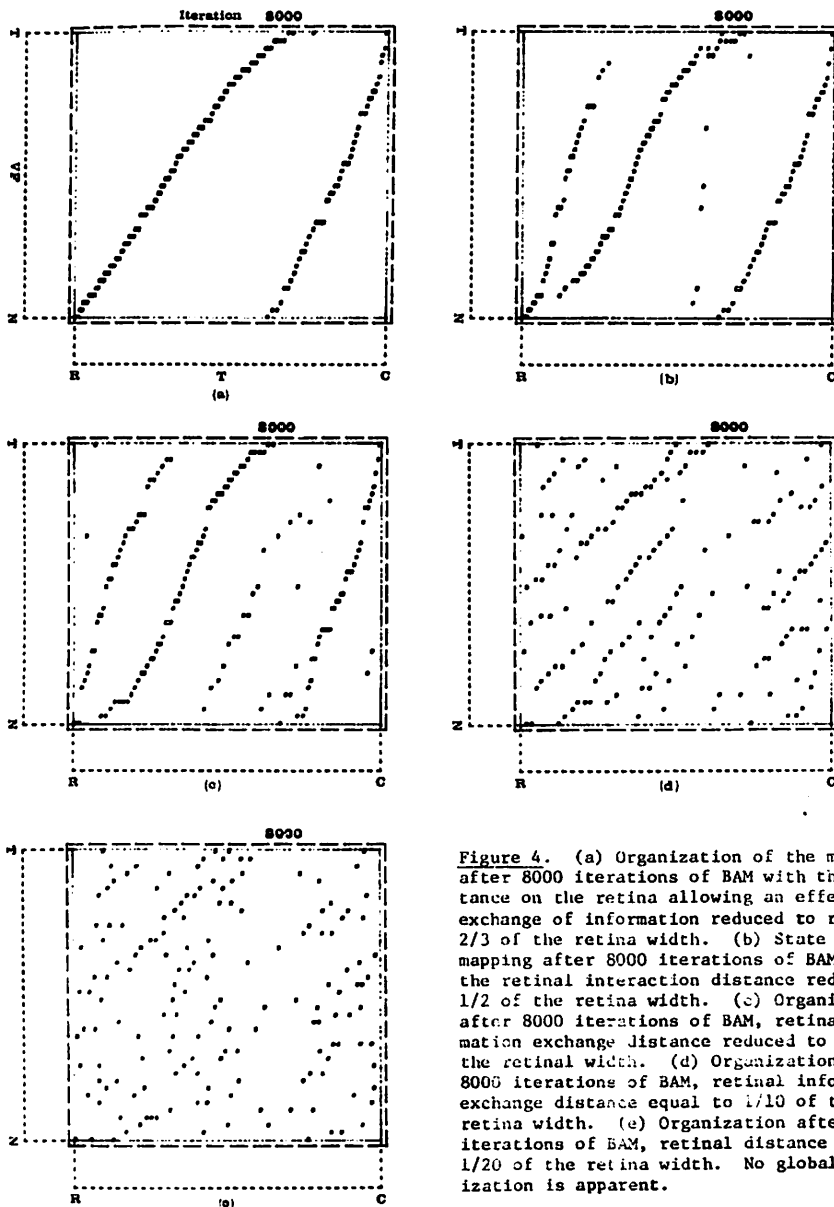 Iteration 8000
T
VP
N
R T C
(a)
8000
T
N
R C
(b)
8000
T
N
R C
(c)
8000
T
N
R C
(d)
8000
T
N
R C
(e)
Figure 4. (a) Organization of the m
after 8000 iterations of BAM with th
tance on the retina allowing an effe
exchange of information reduced to r
2/3 of the retina width. (b) State
mapping after 8000 iterations of BAM
the retinal interaction distance red
1/2 of the retina width. (c) Organi
after 8000 iterations of BAM, retina
mation exchange distance reduced to
the retinal width. (d) Organization
8000 iterations of BAM, retinal info
exchange distance equal to 1/10 of t
retina width. (e) Organization afte
iterations of BAM, retinal distance
1/20 of the retina width. No global
ization is apparent.